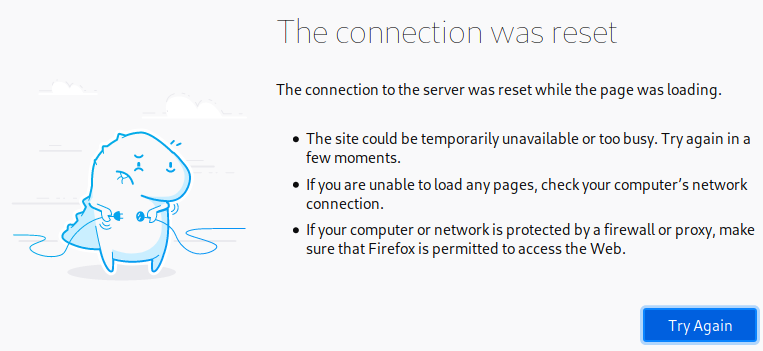 The connection was reset
The connection to the server was reset while the page was loading.
• The site could be temporarily unavailable or too busy. Try again in a
few moments.
• If you are unable to load any pages, check your computer’s network
connection.
• If your computer or network is protected by a firewall or proxy, make
sure that Firefox is permitted to access the Web.
Try Again